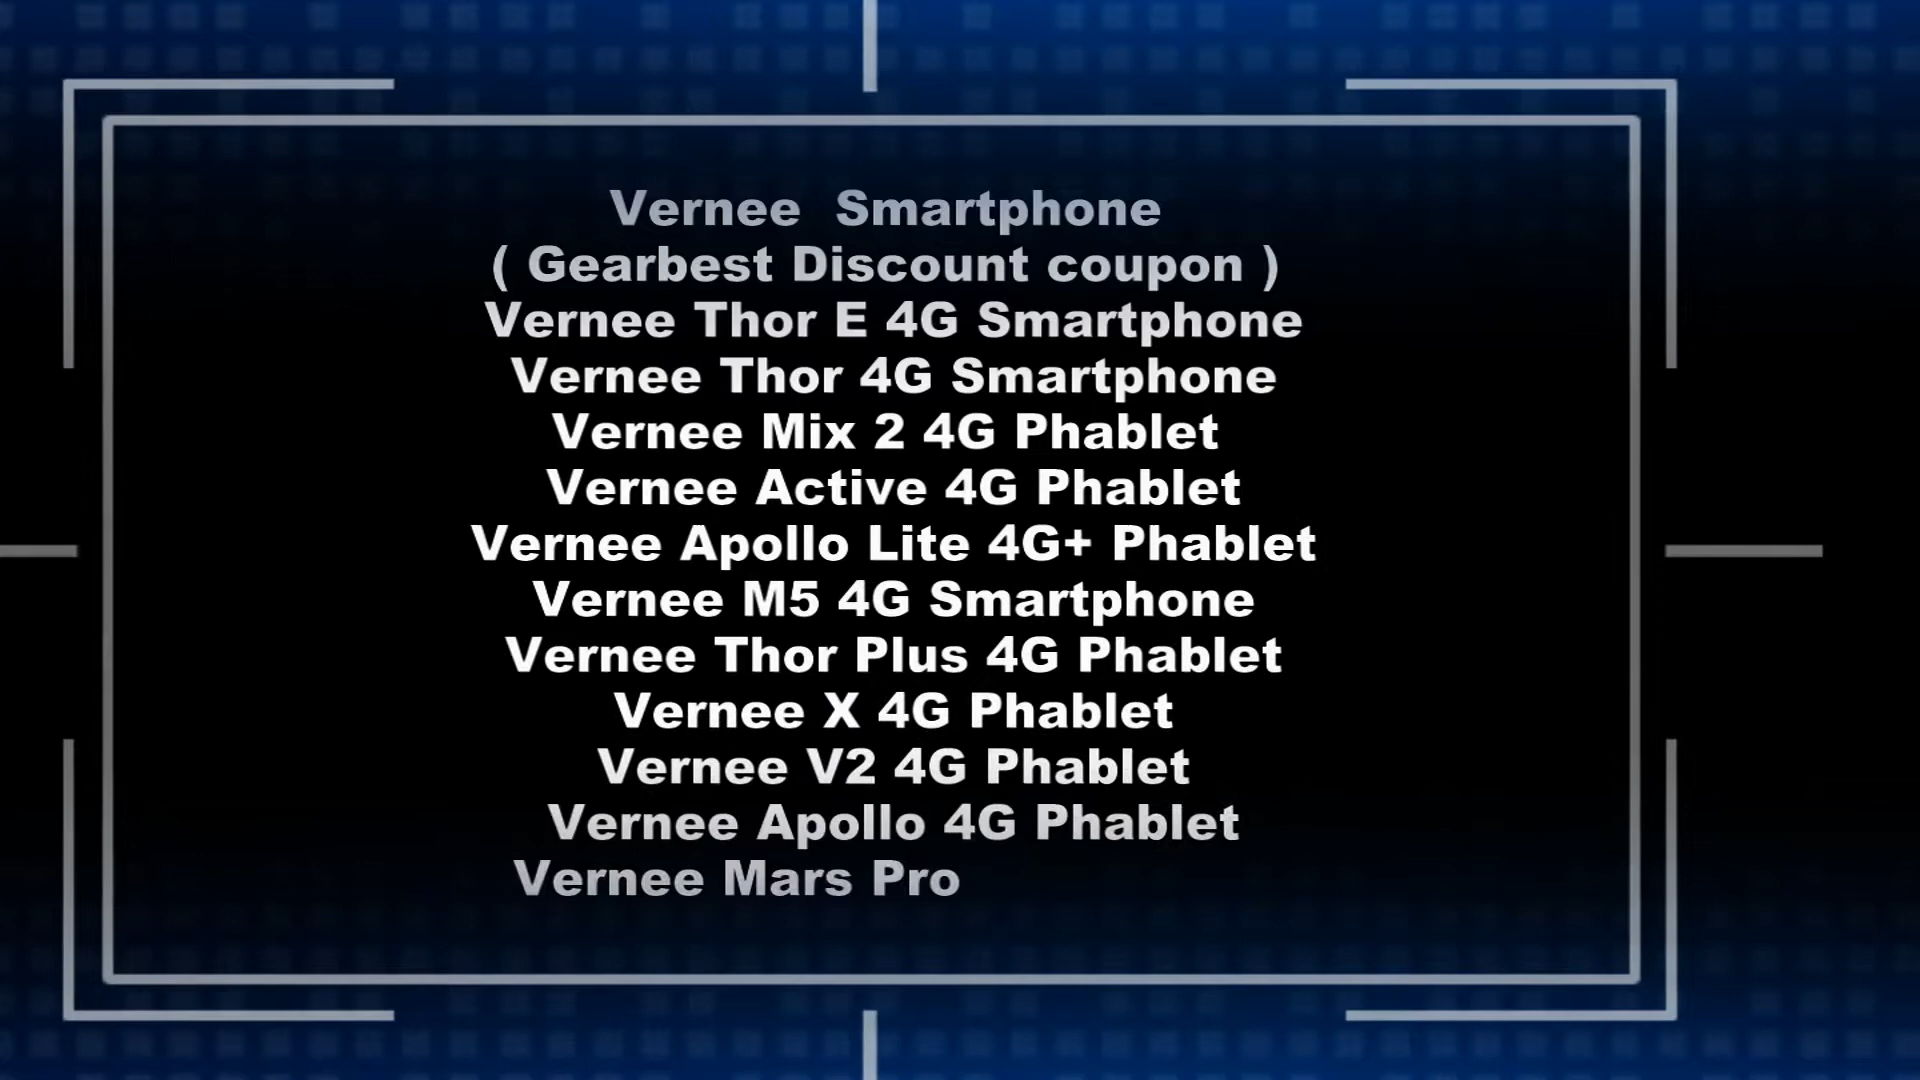 Vernee  Smartphone
( Gearbest Discount coupon )
Vernee Thor E 4G Smartphone
Vernee Thor 4G Smartphone
Vernee Mix 2 4G Phablet
Vernee Active 4G Phablet
Vernee Apollo Lite 4G+ Phablet
Vernee M5 4G Smartphone
Vernee Thor Plus 4G Phablet
Vernee X 4G Phablet
Vernee V2 4G Phablet
Vernee Apollo 4G Phablet
Vernee Mars Pro